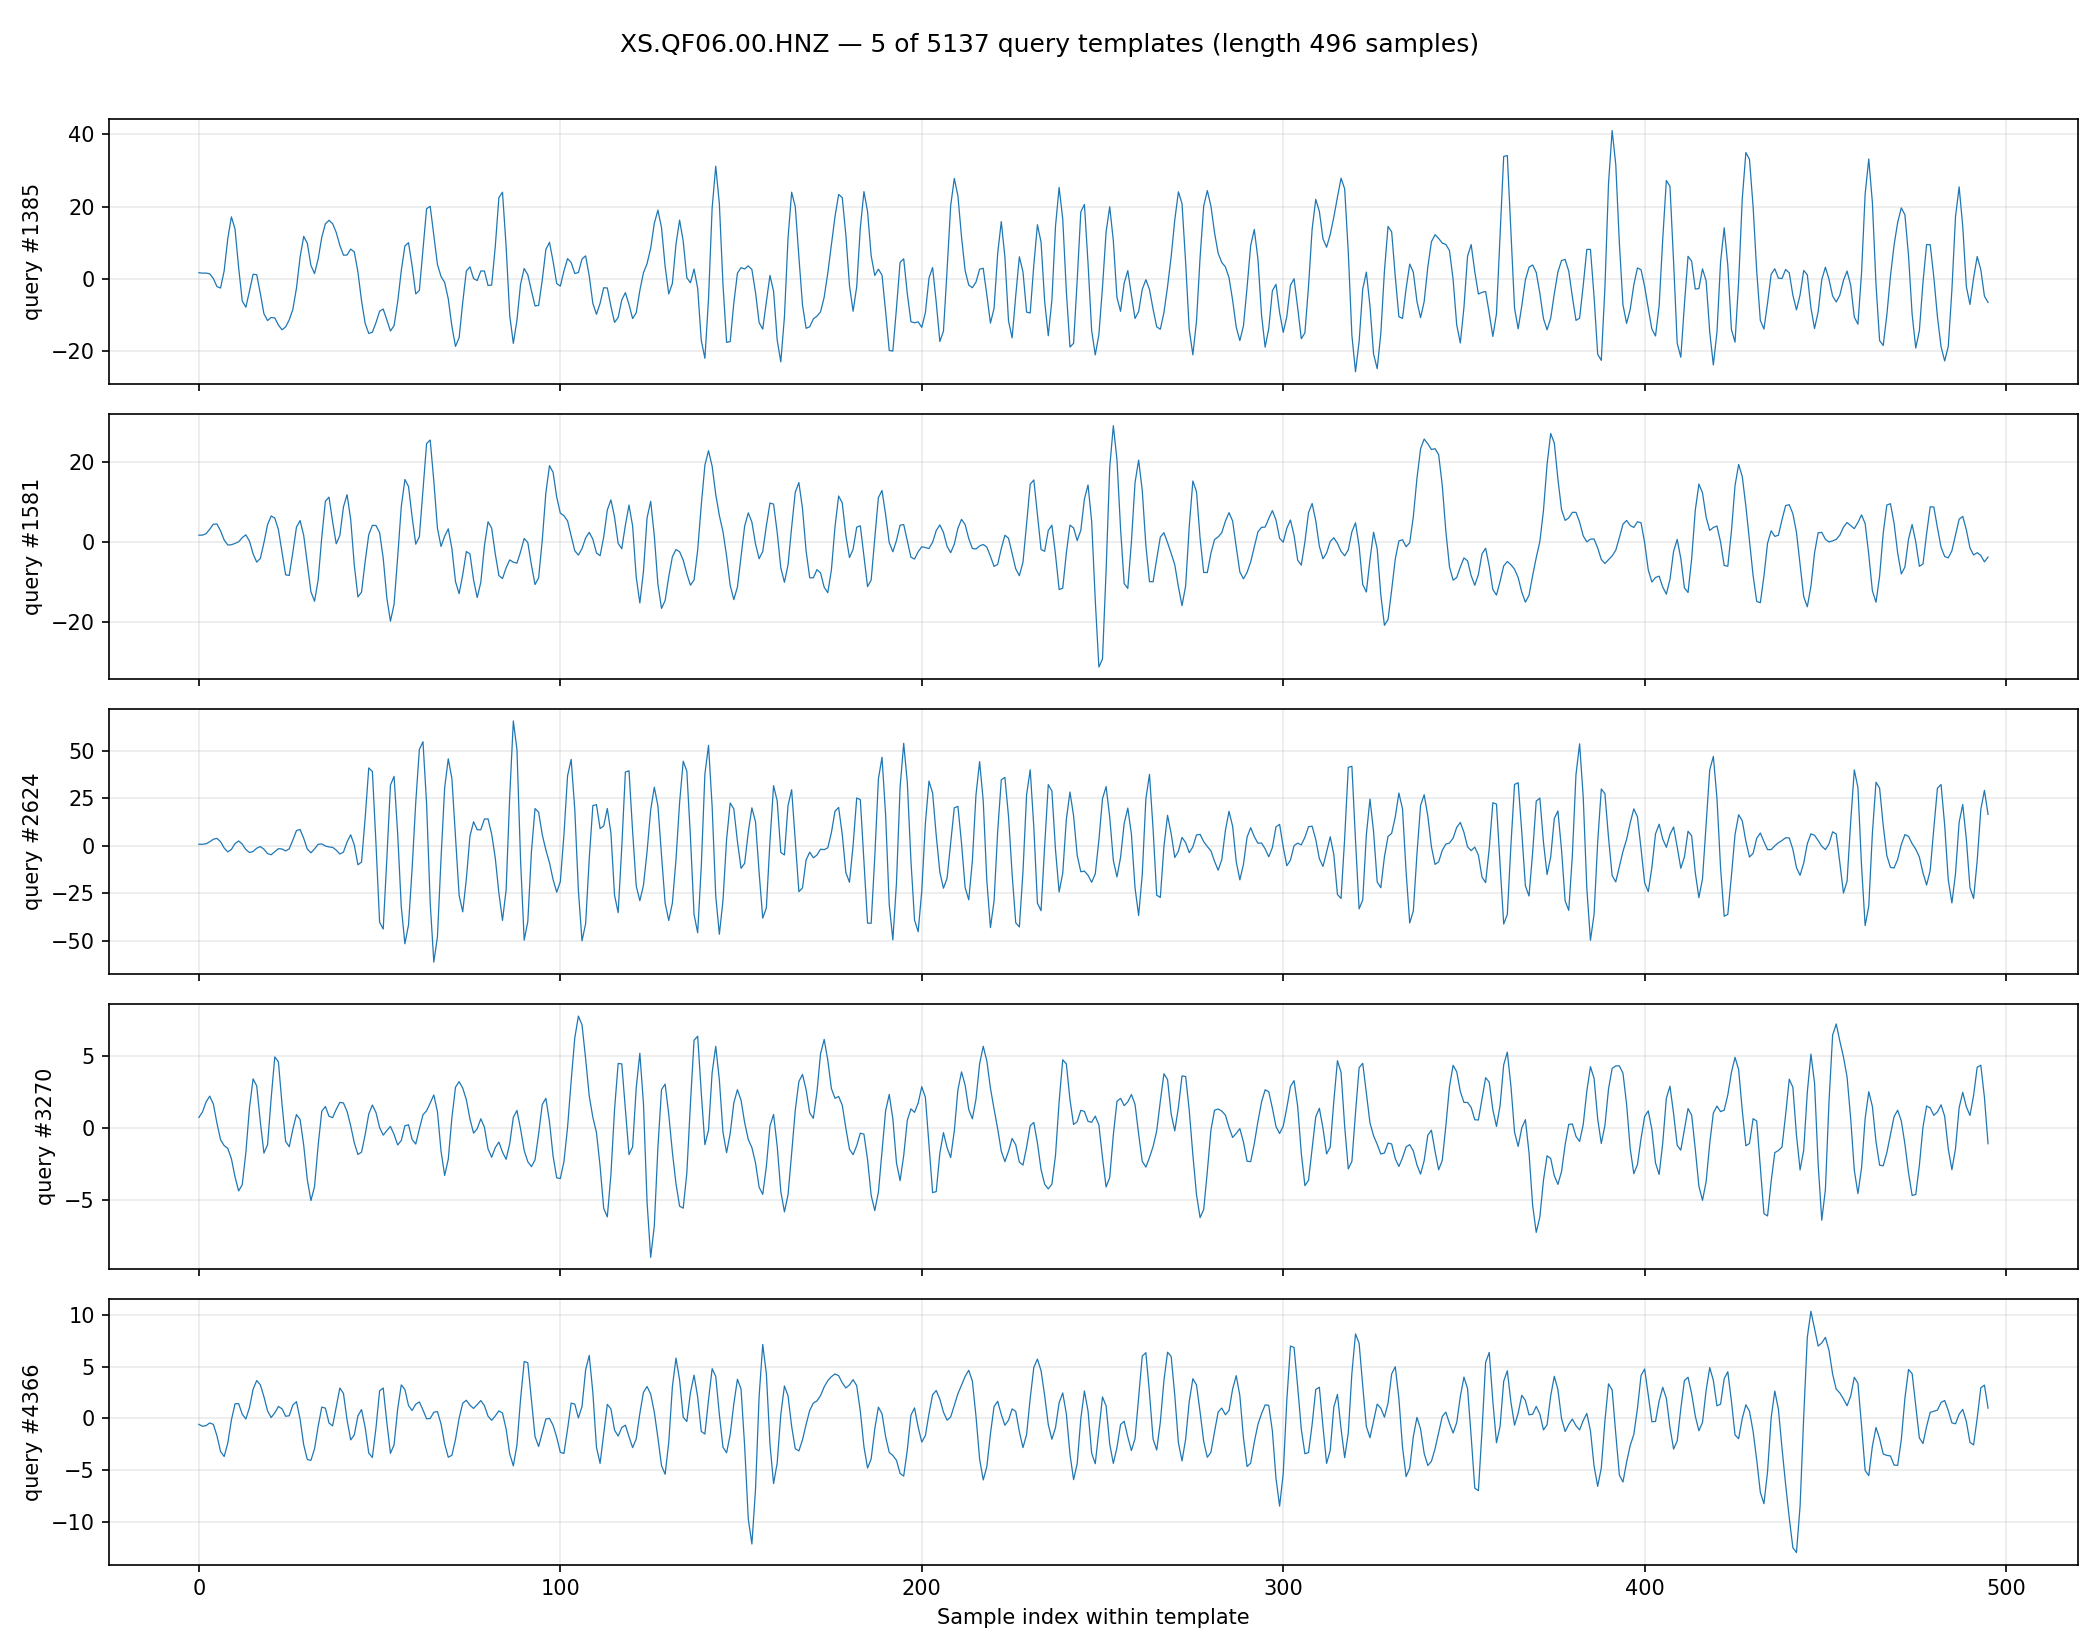 XS.QF06.00.HNZ — 5 of 5137 query templates (length 496 samples)
query #1385
40
20
0
−20
query #1581
20
0
−20
query #2624
50
25
0
−25
−50
query #3270
5
0
−5
query #4366
10
5
0
−5
−10
0 100 200 300 400 500
Sample index within template